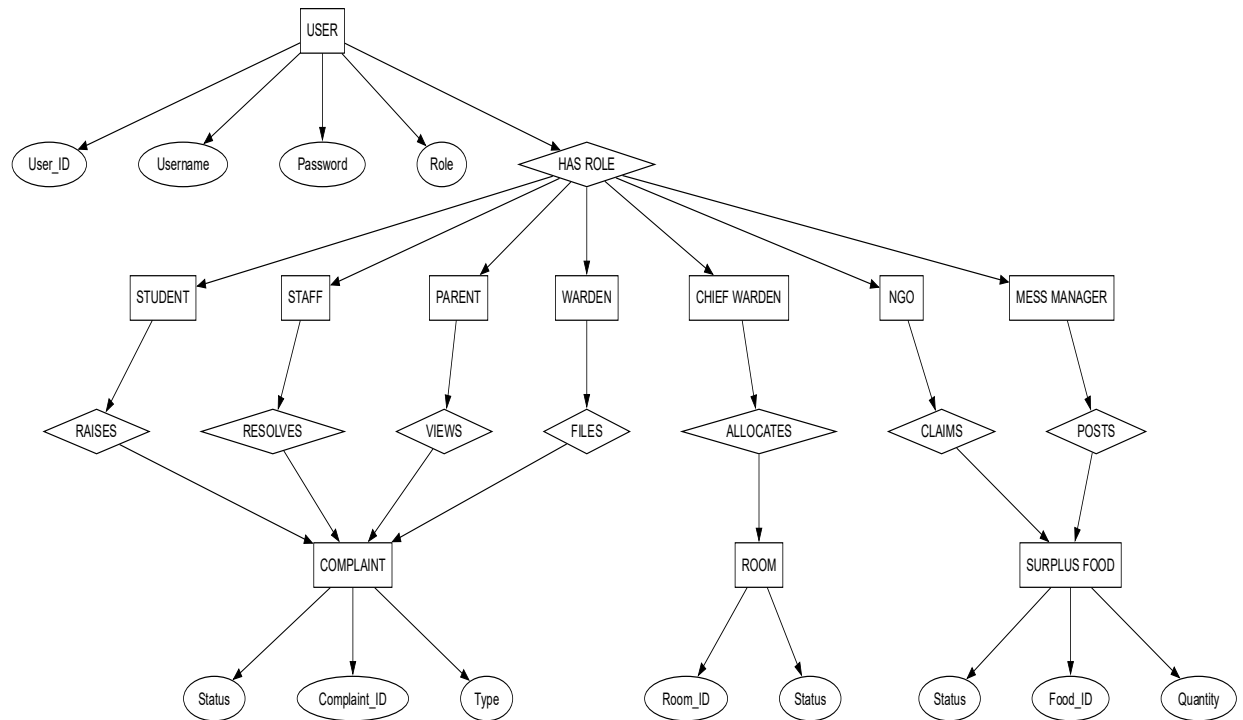 USER
User_ID
Username
Password
Role
HAS ROLE
STUDENT
STAFF
PARENT
WARDEN
CHIEF WARDEN
NGO
MESS MANAGER
RAISES
RESOLVES
VIEWS
FILES
ALLOCATES
CLAIMS
POSTS
COMPLAINT
ROOM
SURPLUS FOOD
Status
Complaint_ID
Type
Room_ID
Status
Status
Food_ID
Quantity